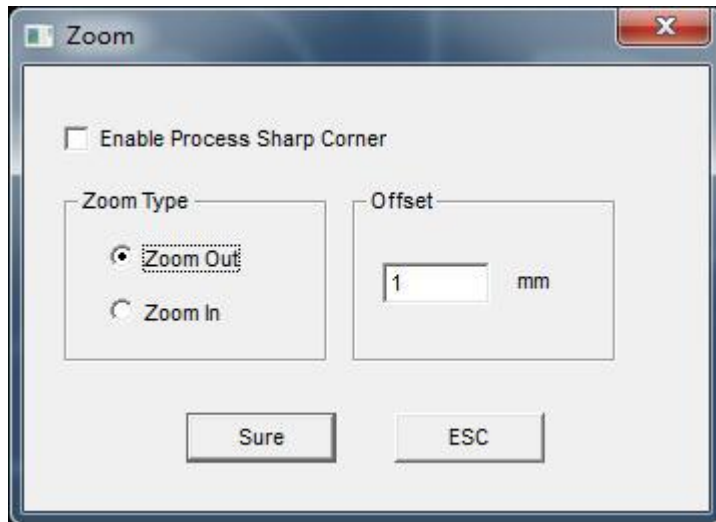 Zoom
Enable Process Sharp Corner
Zoom Type
Offset
Zoom Out
1 mm
Zoom In
Sure
ESC